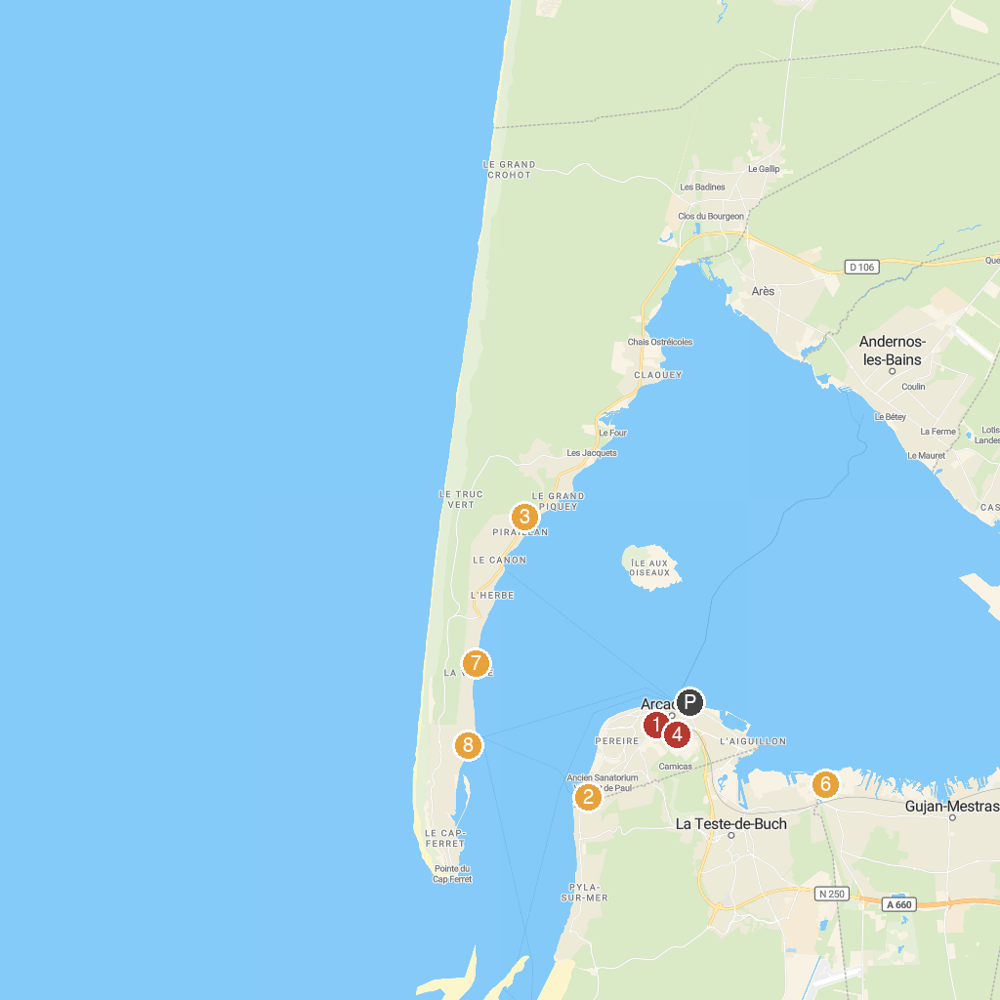 LE GRAND
CROHOT
Le Gallip
Les Badines
Clos du Bourgeon
D 106
Arès
Chais Ostréicoles
Andernos-
les-Bains
CLAOUEY
Coulin
Le Bétey
Le Four
La Ferme
Les Jacquets
Le Mauret
LE TRUC
VERT
LE GRAND
PIQUEY
3
PIRAILLAN
LE CANON
ÎLE AUX
OISEAUX
L'HERBE
7
LA
P
1
4
8
PEREIRE
L'AIGUILLON
Camicas
Ancien Sanatorium
de Paul
2
6
Gujan-Mestras
La Teste-de-Buch
LE CAP-
FERRET
Pointe du
Cap Ferret
PYLA-
SUR-MER
N 250
A 660